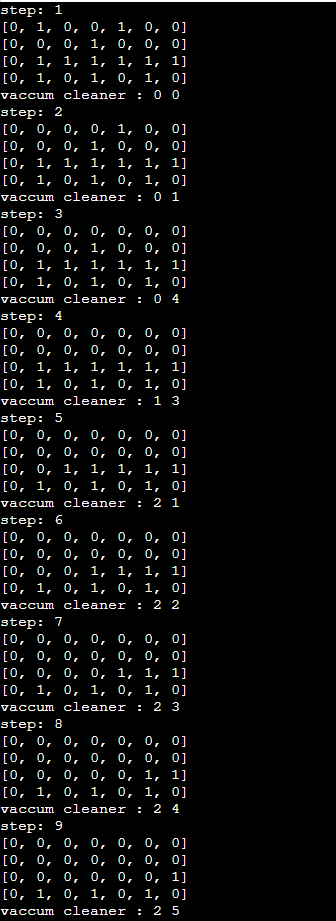 step: 1
[0, 1, 0, 0, 1, 0, 0]
[0, 0, 0, 1, 0, 0, 0]
[0, 1, 1, 1, 1, 1, 1]
[0, 1, 0, 1, 0, 1, 0]
vaccum cleaner : 0 0
step: 2
[0, 0, 0, 0, 1, 0, 0]
[0, 0, 0, 1, 0, 0, 0]
[0, 1, 1, 1, 1, 1, 1]
[0, 1, 0, 1, 0, 1, 0]
vaccum cleaner : 0 1
step: 3
[0, 0, 0, 0, 0, 0, 0]
[0, 0, 0, 1, 0, 0, 0]
[0, 1, 1, 1, 1, 1, 1]
[0, 1, 0, 1, 0, 1, 0]
vaccum cleaner : 0 4
step: 4
[0, 0, 0, 0, 0, 0, 0]
[0, 0, 0, 0, 0, 0, 0]
[0, 1, 1, 1, 1, 1, 1]
[0, 1, 0, 1, 0, 1, 0]
vaccum cleaner : 1 3
step: 5
[0, 0, 0, 0, 0, 0, 0]
[0, 0, 0, 0, 0, 0, 0]
[0, 0, 1, 1, 1, 1, 1]
[0, 1, 0, 1, 0, 1, 0]
vaccum cleaner : 2 1
step: 6
[0, 0, 0, 0, 0, 0, 0]
[0, 0, 0, 0, 0, 0, 0]
[0, 0, 0, 1, 1, 1, 1]
[0, 1, 0, 1, 0, 1, 0]
vaccum cleaner : 2 2
step: 7
[0, 0, 0, 0, 0, 0, 0]
[0, 0, 0, 0, 0, 0, 0]
[0, 0, 0, 0, 1, 1, 1]
[0, 1, 0, 1, 0, 1, 0]
vaccum cleaner : 2 3
step: 8
[0, 0, 0, 0, 0, 0, 0]
[0, 0, 0, 0, 0, 0, 0]
[0, 0, 0, 0, 0, 1, 1]
[0, 1, 0, 1, 0, 1, 0]
vaccum cleaner : 2 4
step: 9
[0, 0, 0, 0, 0, 0, 0]
[0, 0, 0, 0, 0, 0, 0]
[0, 0, 0, 0, 0, 0, 1]
[0, 1, 0, 1, 0, 1, 0]
vaccum cleaner : 2 5